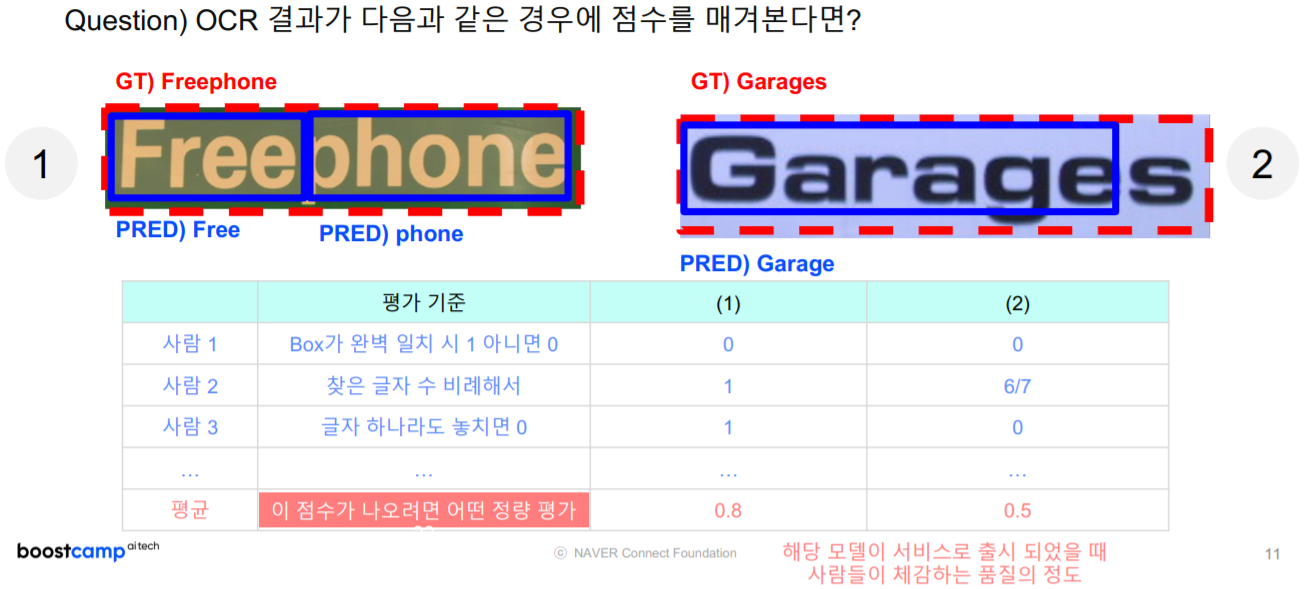 Question) OCR 결과가 다음과 같은 경우에 점수를 매겨본다면?
GT) Freephone
GT) Garages
1
Freephone
Garages
2
PRED) Free
PRED) phone
PRED) Garage
평가 기준 (1) (2)
사람 1 Box가 완벽 일치 시 1 아니면 0 0 0
사람 2 찾은 글자 수 비례해서 1 6/7
사람 3 글자 하나라도 놓치면 0 1 0
... ... ... ...
평균 이 점수가 나오려면 어떤 정량 평가 0.8 0.5
boostcamp ai tech
ⓒ NAVER Connect Foundation
해당 모델이 서비스로 출시 되었을 때
사람들이 체감하는 품질의 정도
11